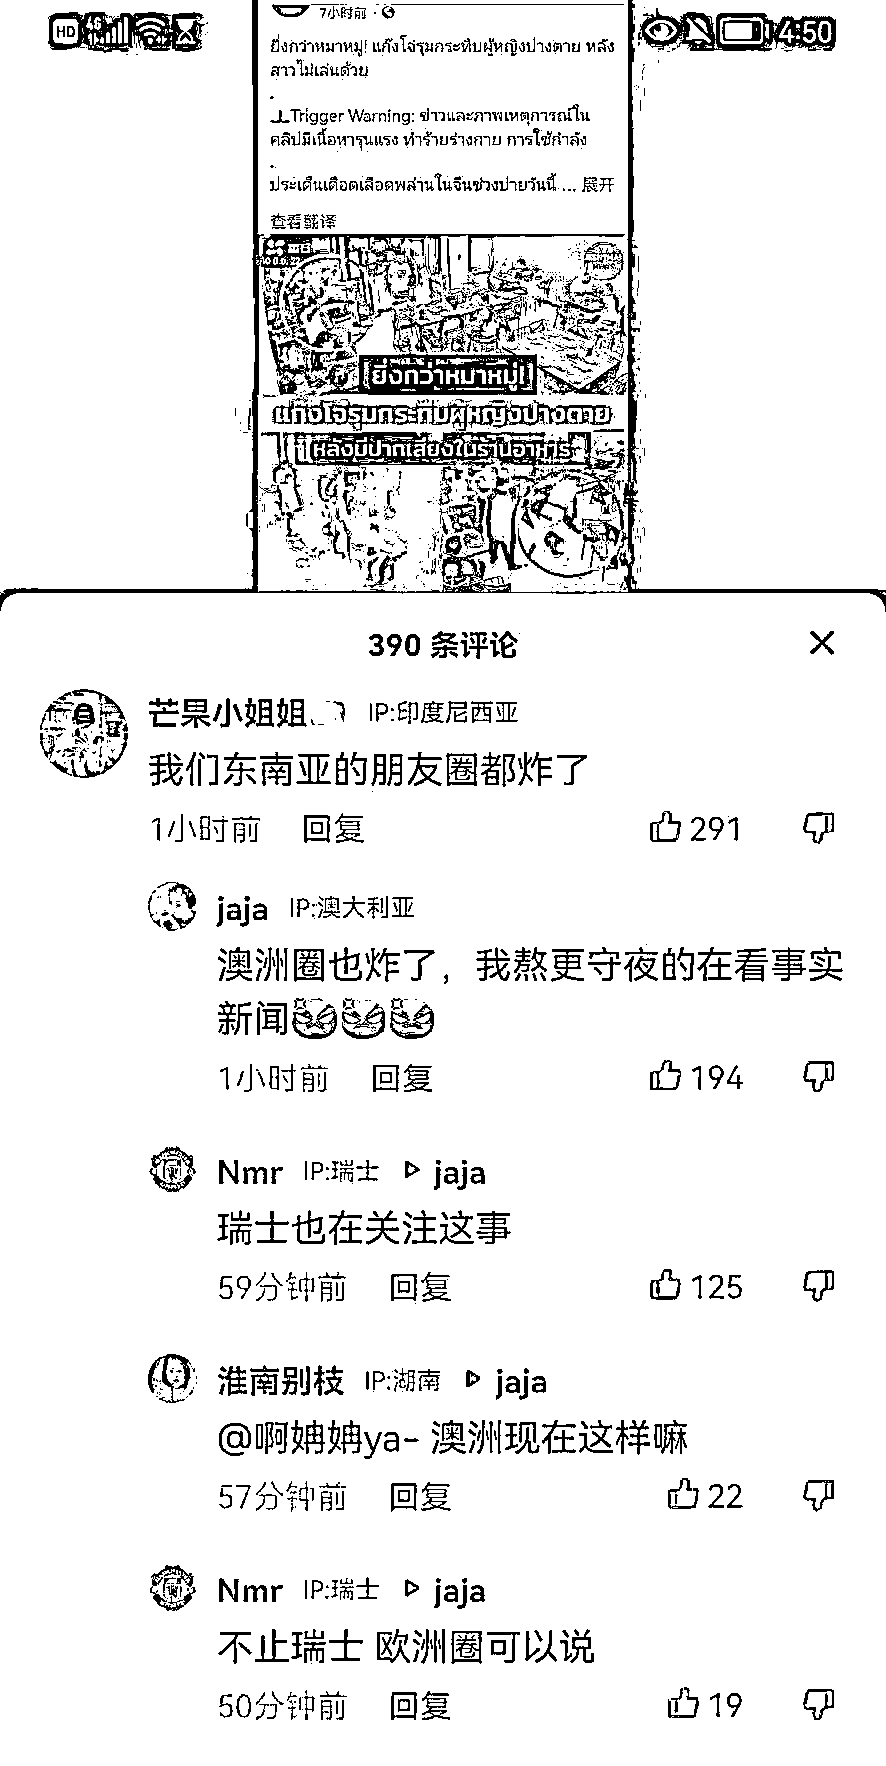 HD 4G 4:50
7小时前
ยิ่งกว่าหมาหมู่! แก๊งโจ๋รุมกระทืบผู้หญิงปางตาย หลัง
สาวไม่เล่นด้วย
.
Trigger Warning: ข่าวและภาพเหตุการณ์ใน
คลิปมีเนื้อหารุนแรง ทำร้ายร่างกาย การใช้กำลัง
.
ประเด็นเดือดเลือดพล่านในจีนช่วงบ่ายวันนี้ ... 展开
查看翻译
ยิ่งกว่าหมาหมู่!
แก๊งโจ๋รุมกระทืบผู้หญิงปางตาย
หลังมีปากเสียงในร้านอาหาร
390 条评论
芒果小姐姐 IP:印度尼西亚
我们东南亚的朋友圈都炸了
1小时前 回复 291
jaja IP:澳大利亚
澳洲圈也炸了，我熬更守夜的在看事实
新闻
1小时前 回复 194
Nmr IP:瑞士 jaja
瑞士也在关注这事
59分钟前 回复 125
淮南别枝 IP:湖南 jaja
@啊姌姌ya- 澳洲现在这样嘛
57分钟前 回复 22
Nmr IP:瑞士 jaja
不止瑞士 欧洲圈可以说
50分钟前 回复 19